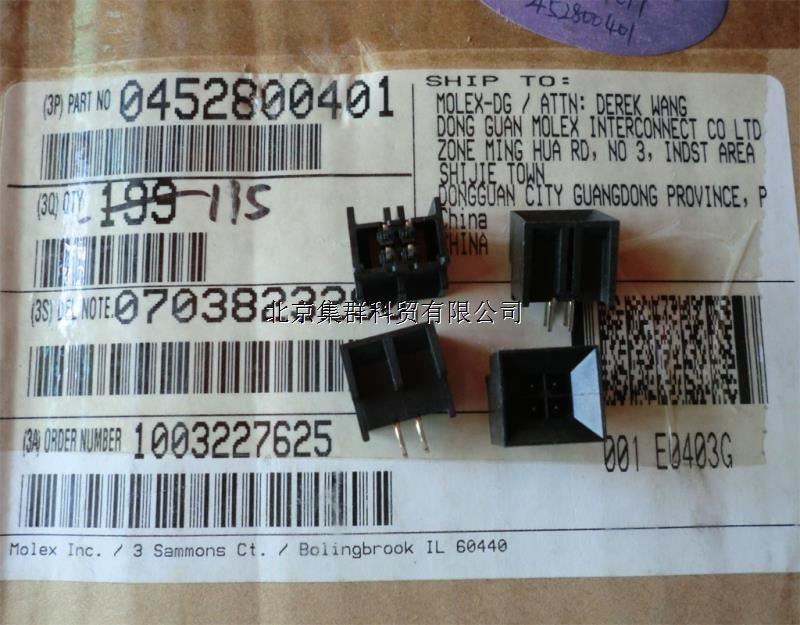 452800401
SHIP TO:
(3P) PART NO 0452800401
MOLEX-DG / ATTN: DEREK WANG
DONG GUAN MOLEX INTERCONNECT CO LTD
ZONE MING HUA RD, NO 3, INDST AREA
SHIJIE TOWN
DONGGUAN CITY GUANGDONG PROVINCE, P
China
CHINA
(3Q) QTY 199 115
(3S) DEL NOTE.
北京集群科贸有限公司
(3A) ORDER NUMBER 1003227625
001 E0403G
Molex Inc. / 3 Sammons Ct. / Bolingbrook IL 60440